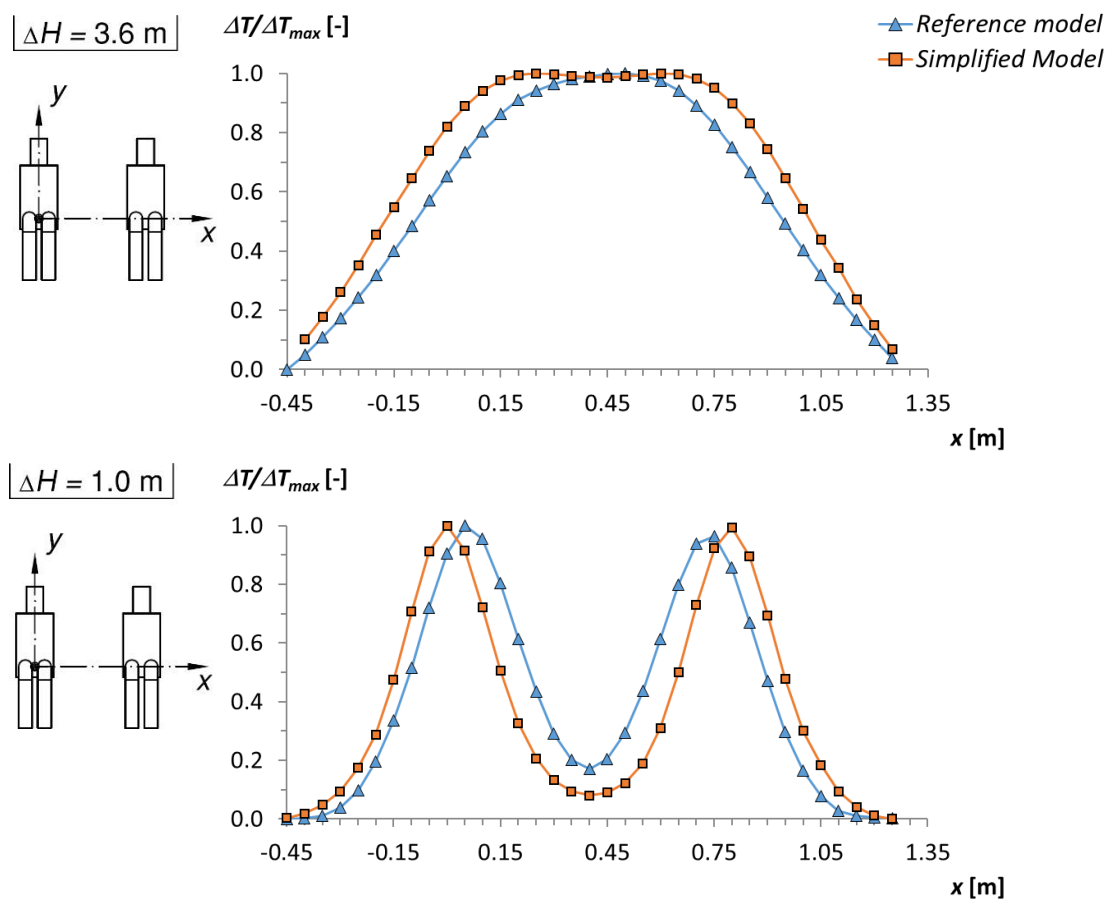 ΔH = 3.6 m
ΔT/ΔTmax [-]
Reference model
Simplified Model
y
x
1.0
0.8
0.6
0.4
0.2
0.0
-0.45 -0.15 0.15 0.45 0.75 1.05 1.35
x [m]
ΔH = 1.0 m
ΔT/ΔTmax [-]
y
x
1.0
0.8
0.6
0.4
0.2
0.0
-0.45 -0.15 0.15 0.45 0.75 1.05 1.35
x [m]